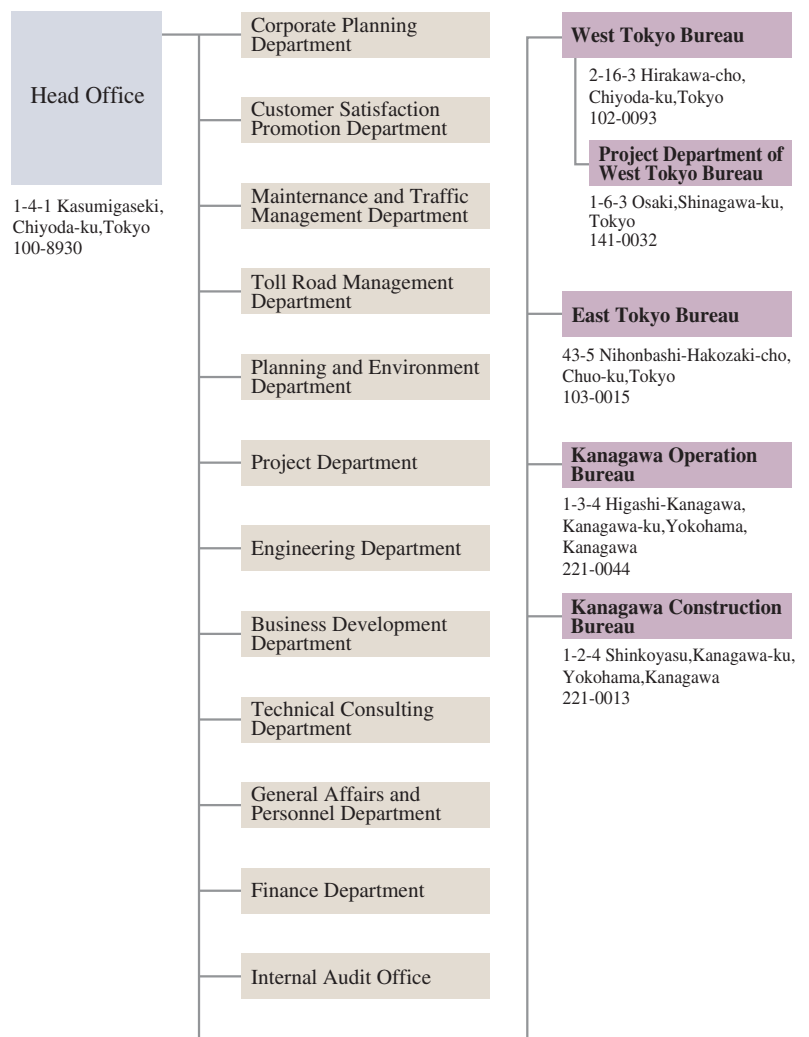 Head Office
1-4-1 Kasumigaseki,
Chiyoda-ku,Tokyo
100-8930
Corporate Planning
Department
Customer Satisfaction
Promotion Department
Mainternance and Traffic
Management Department
Toll Road Management
Department
Planning and Environment
Department
Project Department
Engineering Department
Business Development
Department
Technical Consulting
Department
General Affairs and
Personnel Department
Finance Department
Internal Audit Office
West Tokyo Bureau
2-16-3 Hirakawa-cho,
Chiyoda-ku,Tokyo
102-0093
Project Department of
West Tokyo Bureau
1-6-3 Osaki,Shinagawa-ku,
Tokyo
141-0032
East Tokyo Bureau
43-5 Nihonbashi-Hakozaki-cho,
Chuo-ku,Tokyo
103-0015
Kanagawa Operation
Bureau
1-3-4 Higashi-Kanagawa,
Kanagawa-ku,Yokohama,
Kanagawa
221-0044
Kanagawa Construction
Bureau
1-2-4 Shinkoyasu,Kanagawa-ku,
Yokohama,Kanagawa
221-0013